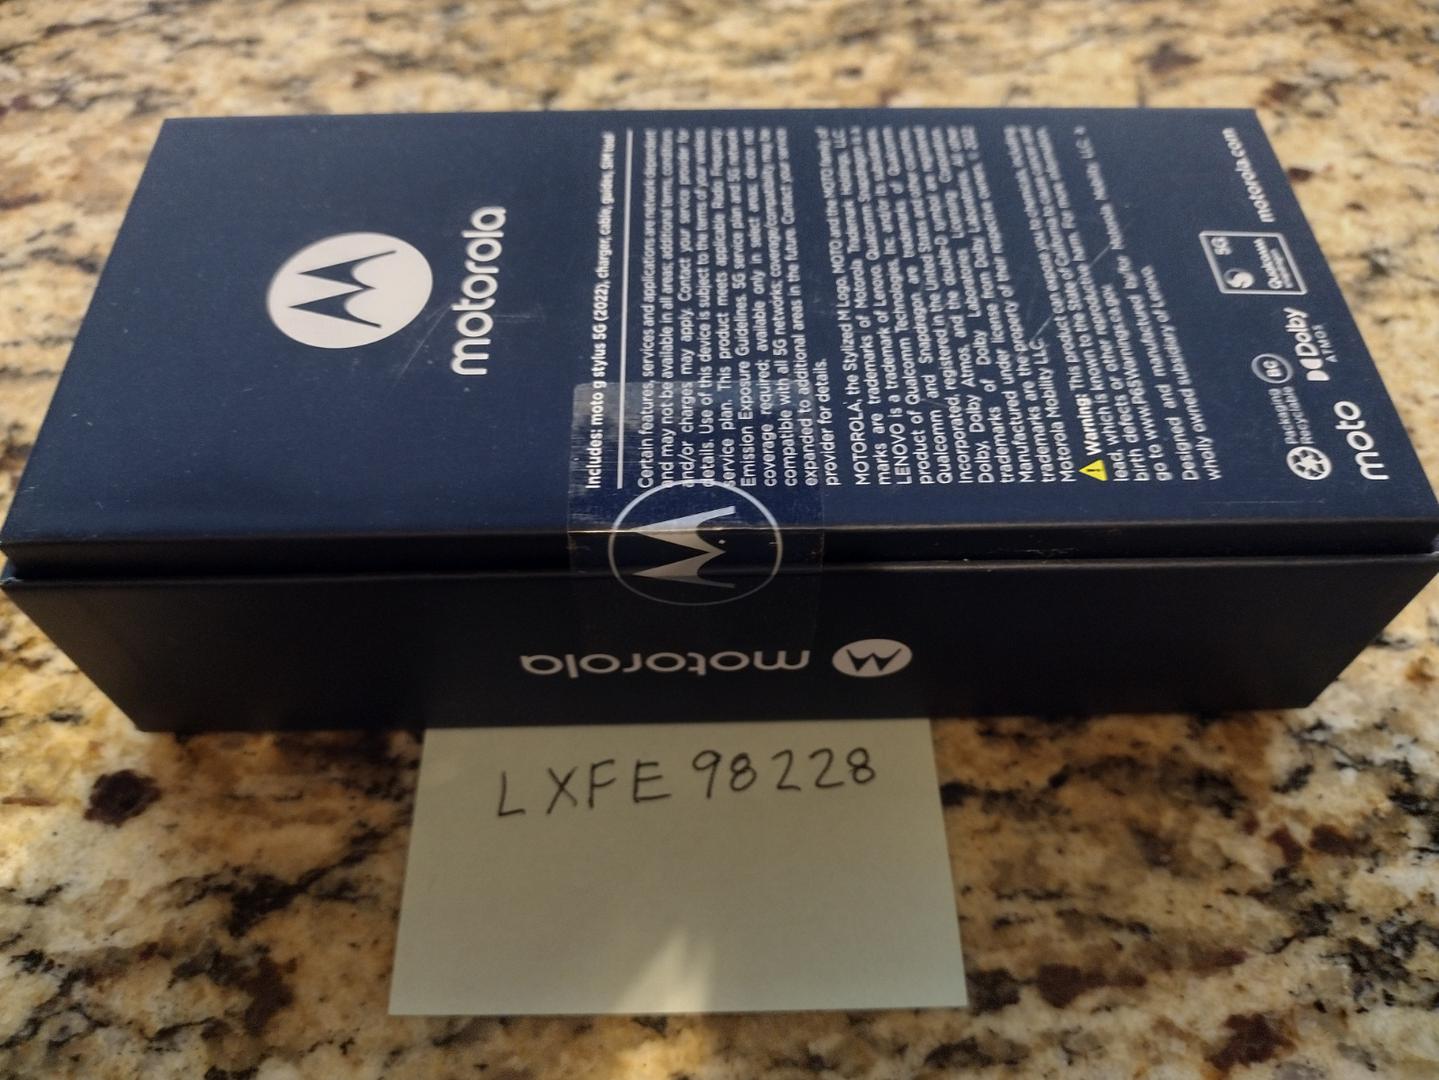 motorola
Includes: moto g stylus 5G (2022), charger, cable, guides, SIM tool
Certain features, services and applications are network dependent
and may not be available in all areas; additional terms, conditions
and/or charges may apply. Contact your service provider for
details. Use of this device is subject to the terms of your wireless
service plan. This product meets applicable Radio Frequency
Emission Exposure Guidelines. 5G service plan and 5G network
coverage required; available only in select areas; device not
compatible with all 5G networks; coverage/compatibility may be
expanded to additional areas in the future. Contact your service
provider for details.
MOTOROLA, the Stylized M Logo, MOTO and the MOTO family of
marks are trademarks of Motorola Trademark Holdings, LLC.
LENOVO is a trademark of Lenovo. Qualcomm Snapdragon is a
product of Qualcomm Technologies, Inc. and/or its subsidiaries.
Qualcomm and Snapdragon are trademarks of Qualcomm
Incorporated, registered in the United States and other countries.
Dolby, Dolby Atmos, and the double-D symbol are registered
trademarks of Dolby Laboratories Licensing Corporation.
Manufactured under license from Dolby Laboratories. All other
trademarks are the property of their respective owners. © 2022
Motorola Mobility LLC.
Warning: This product can expose you to chemicals including
lead, which is known to the State of California to cause cancer,
birth defects or other reproductive harm. For more information
go to www.P65Warnings.ca.gov
Designed and manufactured by/for Motorola Mobility LLC, a
wholly owned subsidiary of Lenovo.
Packaging
Recyclable
RC
Dolby
ATMOS
5G
Qualcomm
motorola.com
moto
motorola
LXFE98228